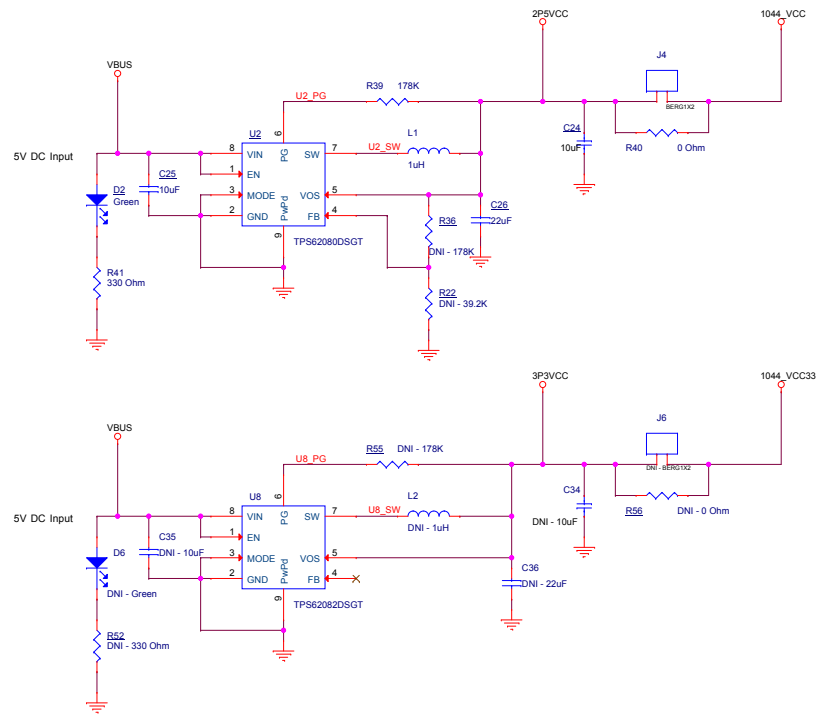 2P5VCC
1044_VCC
VBUS
J4
BERG1X2
R39 178K
U2_PG
6
U2
L1
1uH
C24
10uF
R40
0 Ohm
5V DC Input
8
VIN
PG
SW
7
U2_SW
1
EN
C25
10uF
D2
Green
3
MODE
VOS
5
2
GND
PwPd
FB
4
C26
22uF
R36
DNI - 178K
9
TPS62080DSGT
R41
330 Ohm
R22
DNI - 39.2K
3P3VCC
1044_VCC33
VBUS
J6
DNI - BERG1X2
R55
DNI - 178K
U8_PG
6
U8
L2
DNI - 1uH
C34
DNI - 10uF
R56
DNI - 0 Ohm
5V DC Input
8
VIN
PG
SW
7
U8_SW
1
EN
C35
DNI - 10uF
D6
DNI - Green
3
MODE
VOS
5
2
GND
PwPd
FB
4
C36
DNI - 22uF
9
TPS62082DSGT
R52
DNI - 330 Ohm